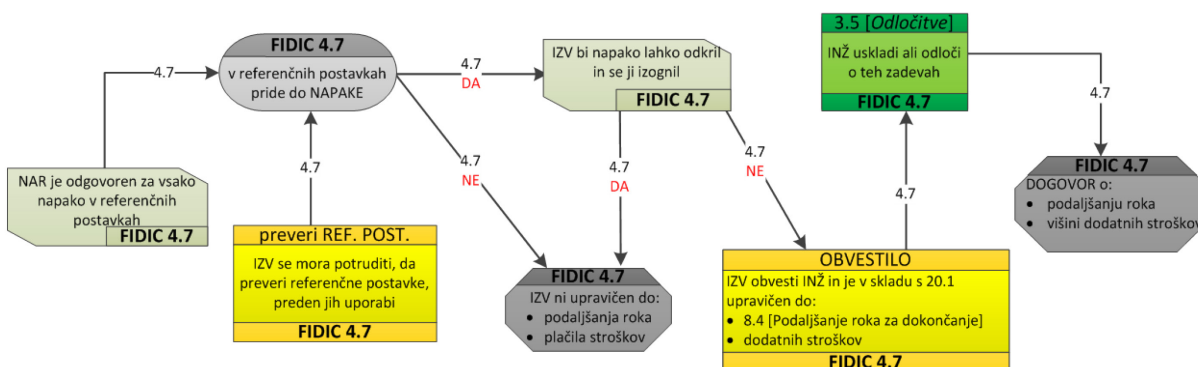 NAR je odgovoren za vsako
napako v referenčnih
postavkah
FIDIC 4.7
4.7
FIDIC 4.7
v referenčnih postavkah
pride do NAPAKE
4.7
preveri REF. POST.
IZV se mora potruditi, da
preveri referenčne postavke,
preden jih uporabi
FIDIC 4.7
4.7
DA
4.7
NE
IZV bi napako lahko odkril
in se ji izognil
FIDIC 4.7
4.7
DA
4.7
NE
FIDIC 4.7
IZV ni upravičen do:
• podaljšanja roka
• plačila stroškov
OBVESTILO
IZV obvesti INŽ in je v skladu s 20.1
upravičen do:
• 8.4 [Podaljšanje roka za dokončanje]
• dodatnih stroškov
FIDIC 4.7
4.7
3.5 [Odločitve]
INŽ uskladi ali odloči
o teh zadevah
FIDIC 4.7
4.7
FIDIC 4.7
DOGOVOR o:
• podaljšanju roka
• višini dodatnih stroškov